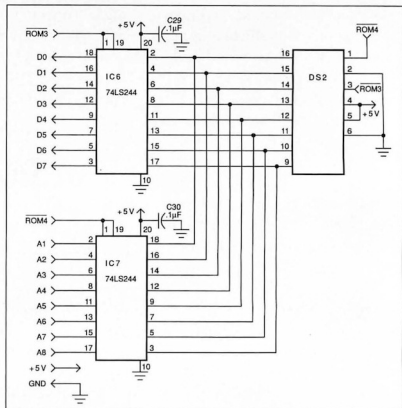 ROM3
+5V
C29
.1µF
ROM4
1 19
20
D0 18
2
16
1
D1 16
IC6
4
15
2
D2 14
74LS244
6
14
DS2
3
ROM3
D3 12
8
13
4
D4 9
11
12
5
+5V
D5 7
13
11
6
D6 5
15
10
D7 3
17
9
10
ROM4
+5V
C30
.1µF
1 19
20
A1 2
18
A2 4
IC7
16
A3 6
74LS244
14
A4 8
12
A5 11
9
A6 13
7
A7 15
5
A8 17
3
+5V
10
GND